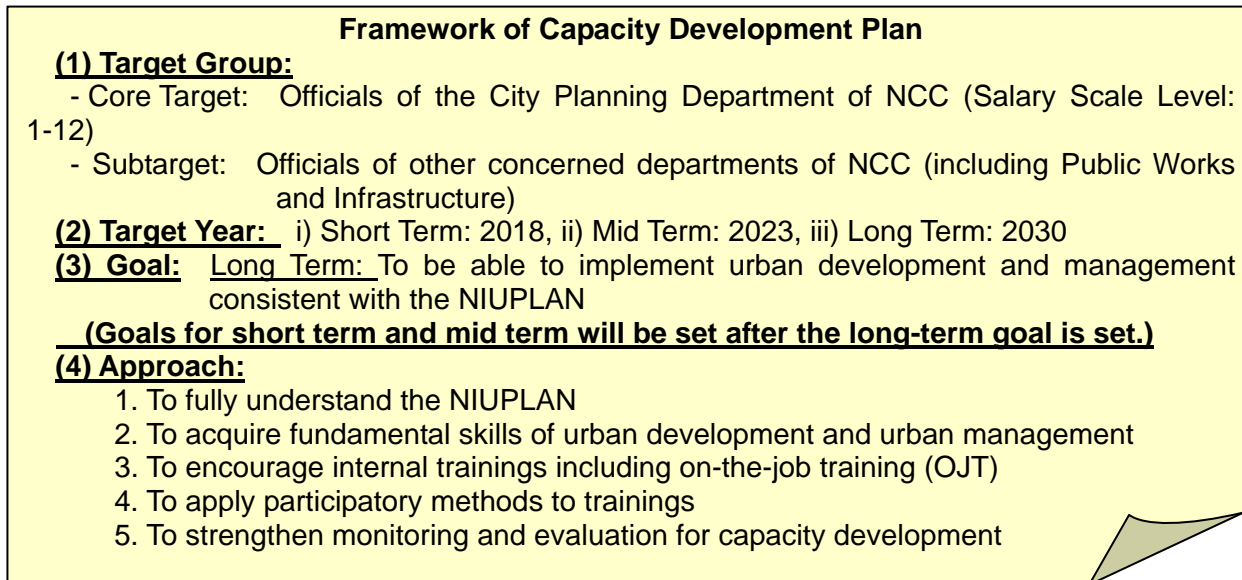 Framework of Capacity Development Plan
(1) Target Group:
- Core Target: Officials of the City Planning Department of NCC (Salary Scale Level:
1-12)
- Subtarget: Officials of other concerned departments of NCC (including Public Works
and Infrastructure)
(2) Target Year: i) Short Term: 2018, ii) Mid Term: 2023, iii) Long Term: 2030
(3) Goal: Long Term: To be able to implement urban development and management
consistent with the NIUPLAN
(Goals for short term and mid term will be set after the long-term goal is set.)
(4) Approach:
1. To fully understand the NIUPLAN
2. To acquire fundamental skills of urban development and urban management
3. To encourage internal trainings including on-the-job training (OJT)
4. To apply participatory methods to trainings
5. To strengthen monitoring and evaluation for capacity development